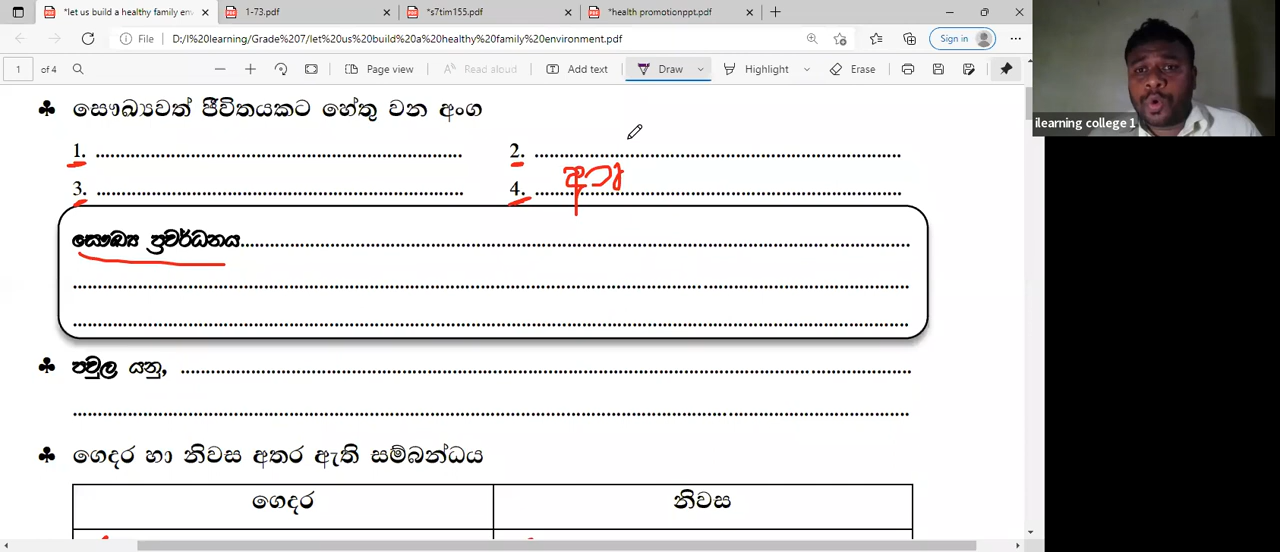 *let us build a healthy family env
1-73.pdf
*s7tim155.pdf
*health promotionppt.pdf
File D:/I%20learning/Grade%207/let%20us%20build%20a%20healthy%20family%20environment.pdf
Sign in
1 of 4 Page view Read aloud Add text Draw Highlight Erase
ilearning college 1
♣ සෞඛ්‍යවත් ජීවිතයකට හේතු වන අංග
1. ........................................ 2. ........................................
3. ........................................ 4. ........................................
සෞඛ්‍ය ප්‍රවර්ධනය........................................
........................................
........................................
♣ පවුල යනු, ........................................
........................................
♣ ගෙදර හා නිවස අතර ඇති සම්බන්ධය
ගෙදර නිවස